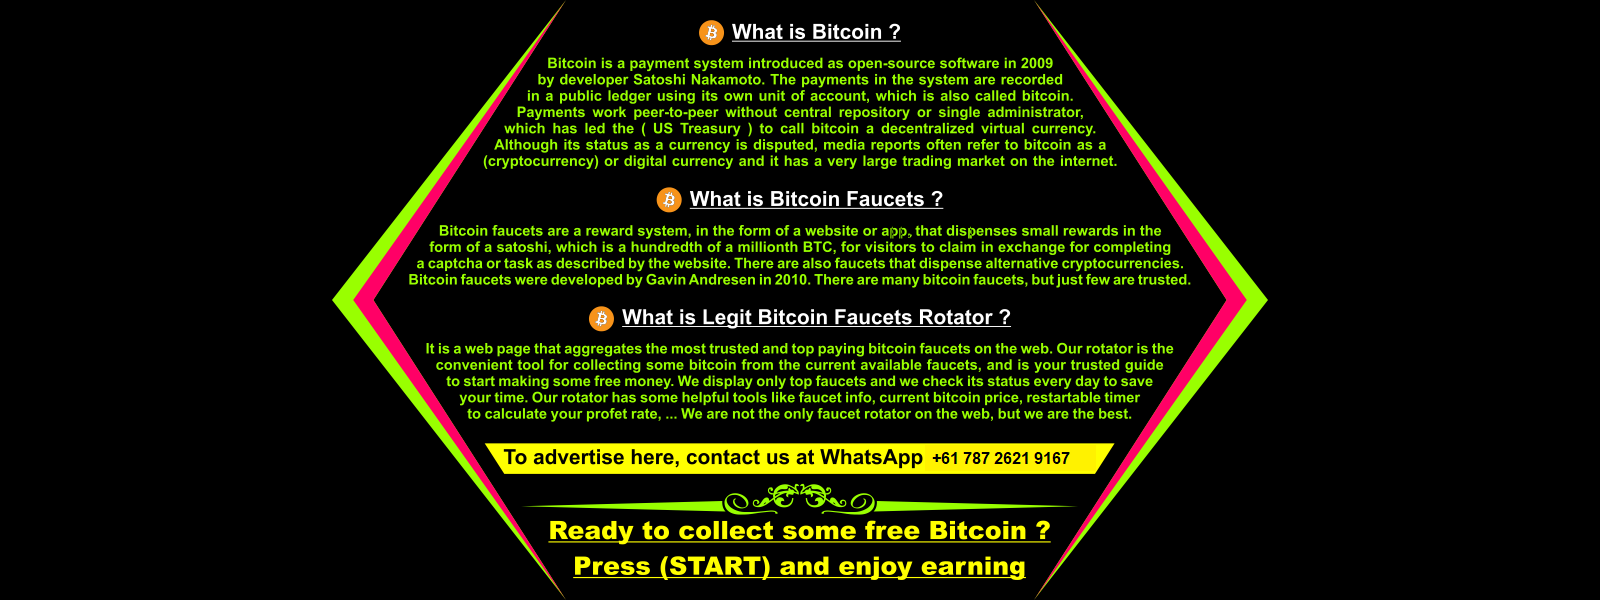 What is Bitcoin ?
Bitcoin is a payment system introduced as open-source software in 2009
by developer Satoshi Nakamoto. The payments in the system are recorded
in a public ledger using its own unit of account, which is also called bitcoin.
Payments work peer-to-peer without central repository or single administrator,
which has led the ( US Treasury ) to call bitcoin a decentralized virtual currency.
Although its status as a currency is disputed, media reports often refer to bitcoin as a
(cryptocurrency) or digital currency and it has a very large trading market on the internet.
What is Bitcoin Faucets ?
Bitcoin faucets are a reward system, in the form of a website or app, that dispenses small rewards in the
form of a satoshi, which is a hundredth of a millionth BTC, for visitors to claim in exchange for completing
a captcha or task as described by the website. There are also faucets that dispense alternative cryptocurrencies.
Bitcoin faucets were developed by Gavin Andresen in 2010. There are many bitcoin faucets, but just few are trusted.
What is Legit Bitcoin Faucets Rotator ?
It is a web page that aggregates the most trusted and top paying bitcoin faucets on the web. Our rotator is the
convenient tool for collecting some bitcoin from the current available faucets, and is your trusted guide
to start making some free money. We display only top faucets and we check its status every day to save
your time. Our rotator has some helpful tools like faucet info, current bitcoin price, restartable timer
to calculate your profet rate, ... We are not the only faucet rotator on the web, but we are the best.
To advertise here, contact us at WhatsApp +61 787 2621 9167
Ready to collect some free Bitcoin ?
Press (START) and enjoy earning